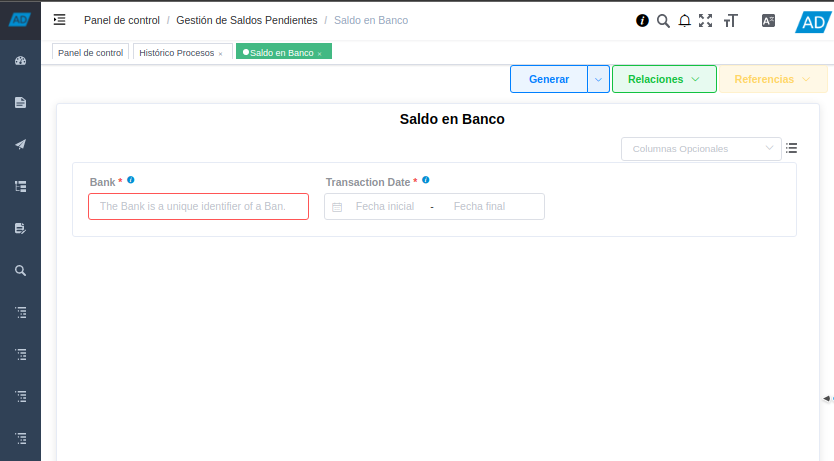 AD
Panel de control / Gestión de Saldos Pendientes / Saldo en Banco
AD
Panel de control
Histórico Procesos ×
Saldo en Banco ×
Generar
Relaciones
Referencias
Saldo en Banco
Columnas Opcionales
Bank *
Transaction Date *
The Bank is a unique identifier of a Ban.
Fecha inicial - Fecha final